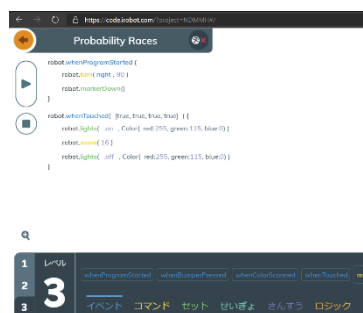 https://code.irobot.com/?project=NDMMIH#/
Probability Races
robot.whenProgramStarted {
robot.turn( right , 90 )
robot.markerDown()
}
robot.whenTouched( [true, true, true, true] ) {
robot.lights( .on , Color( red:255, green:115, blue:0) )
robot.move( 16 )
robot.lights( .off , Color( red:255, green:115, blue:0) )
}
1
2
3
レベル
3
whenProgramStarted
whenBumperPressed
whenColorScanned
whenTouched
イベント
コマンド
セット
せいぎょ
さんすう
ロジック